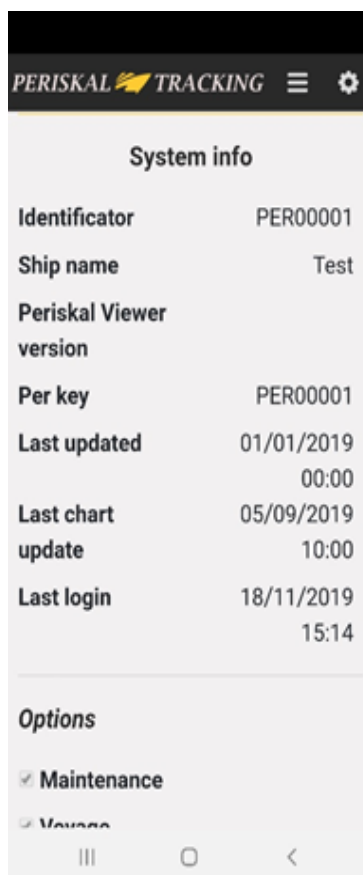 PERISKAL TRACKING
System info
Identificator PER00001
Ship name Test
Periskal Viewer
version
Per key PER00001
Last updated 01/01/2019
00:00
Last chart 05/09/2019
update 10:00
Last login 18/11/2019
15:14
Options
Maintenance
Voyage